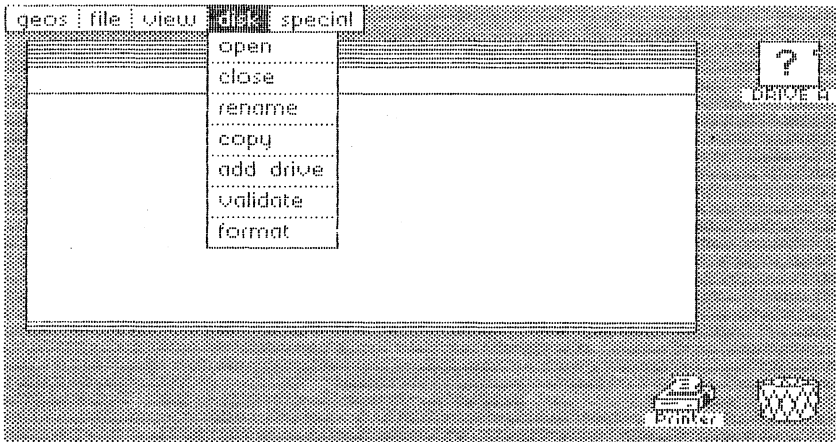 geos file view disk special
open
close
rename
copy
add drive
validate
format
?
DRIVE A
Printer